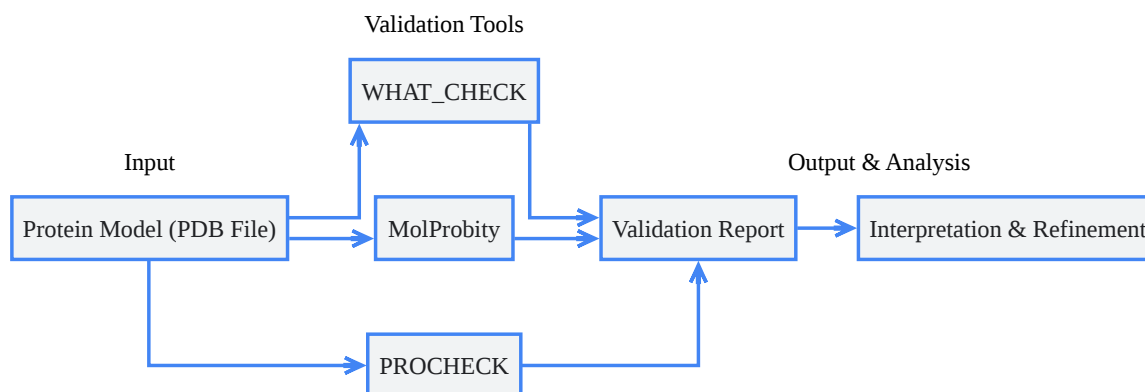 Validation Tools
WHAT_CHECK
Input
Output & Analysis
Protein Model (PDB File)
MolProbity
Validation Report
Interpretation & Refinement
PROCHECK